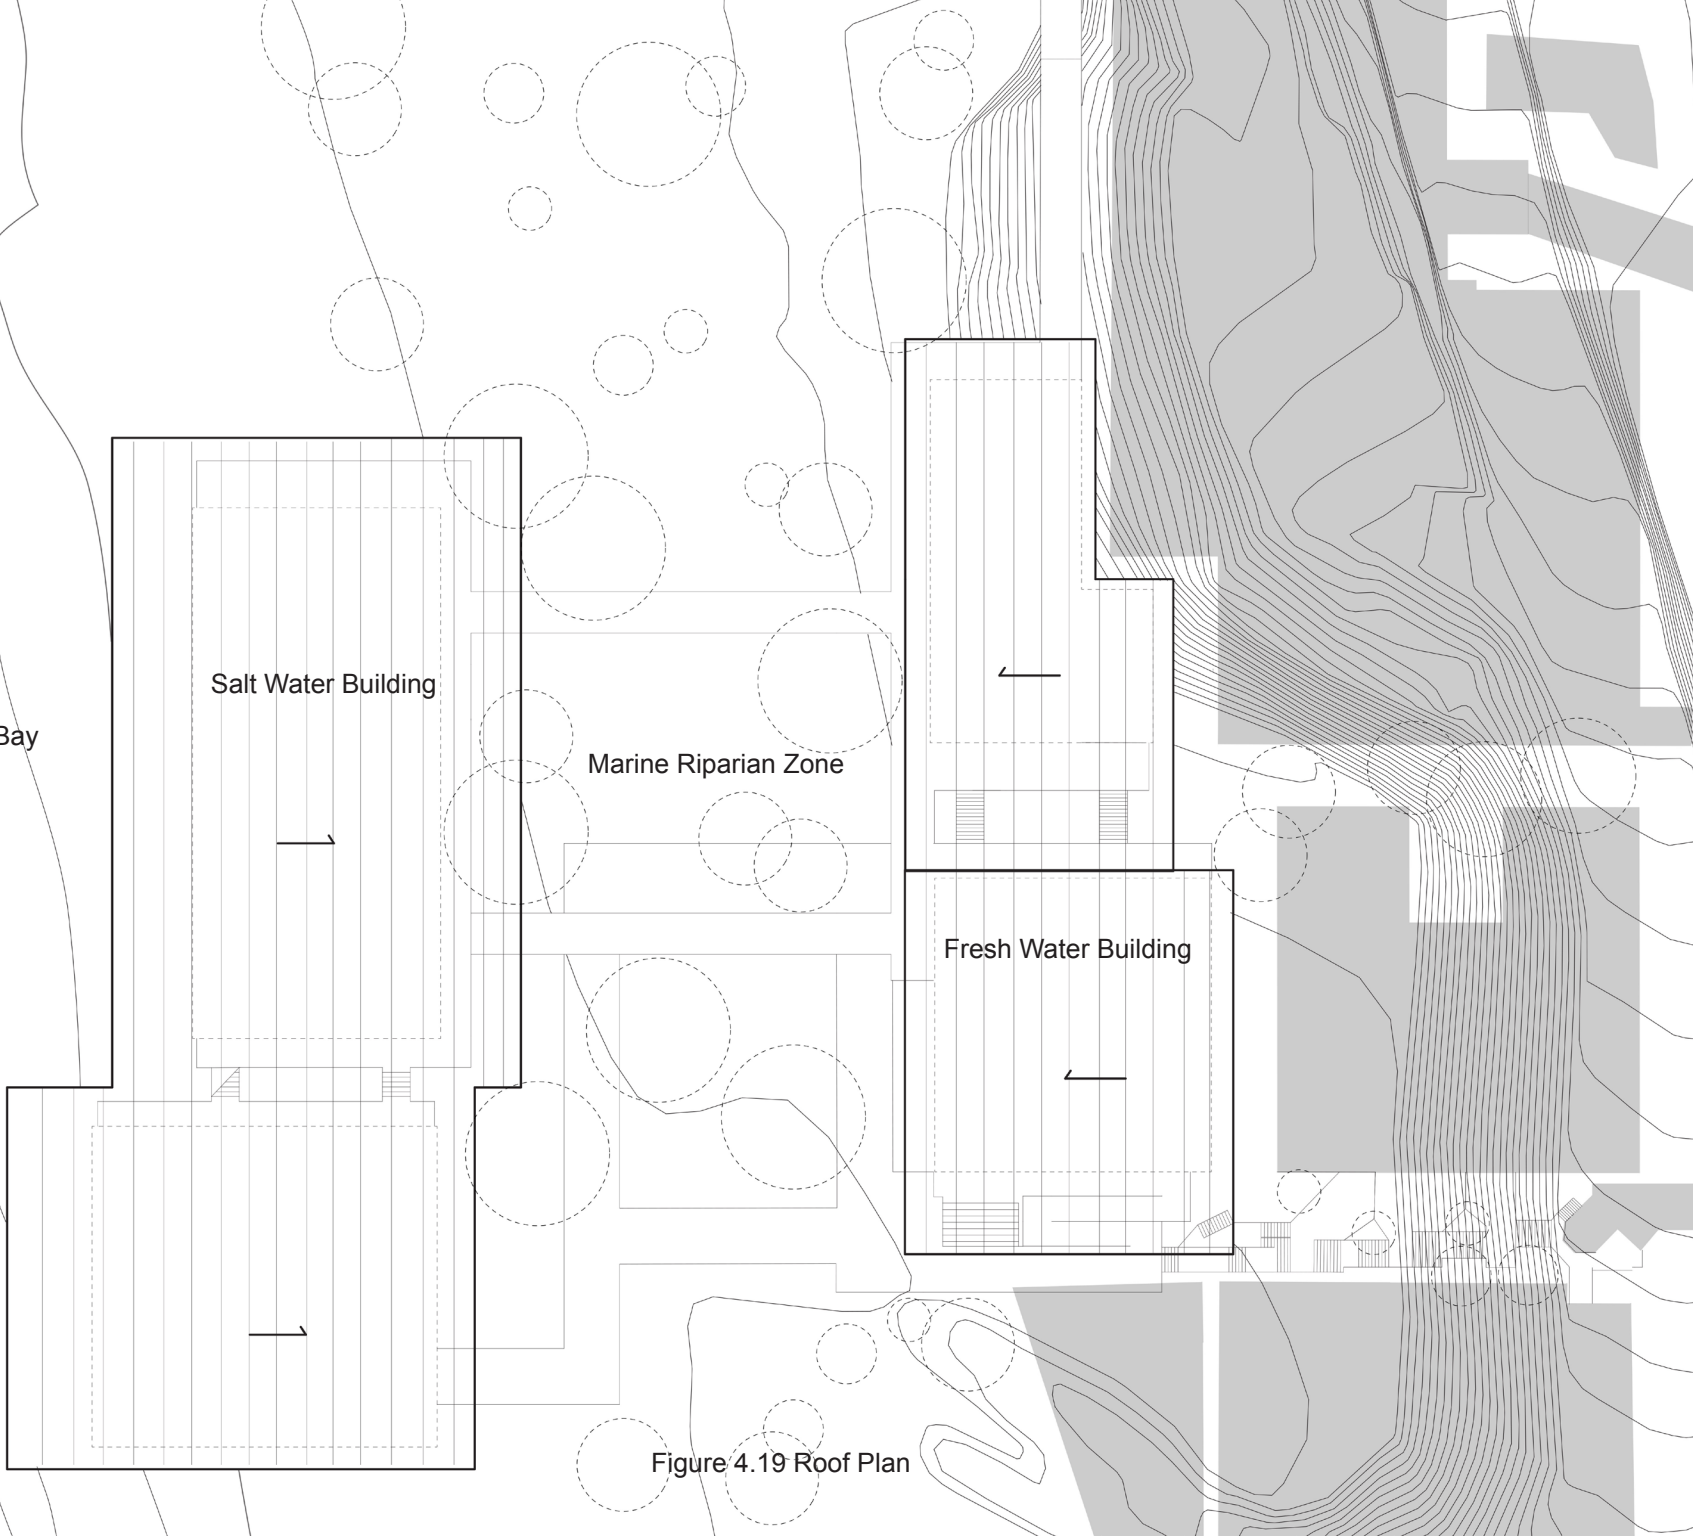 Salt Water Building
Bay
Marine Riparian Zone
Fresh Water Building
Figure 4.19 Roof Plan